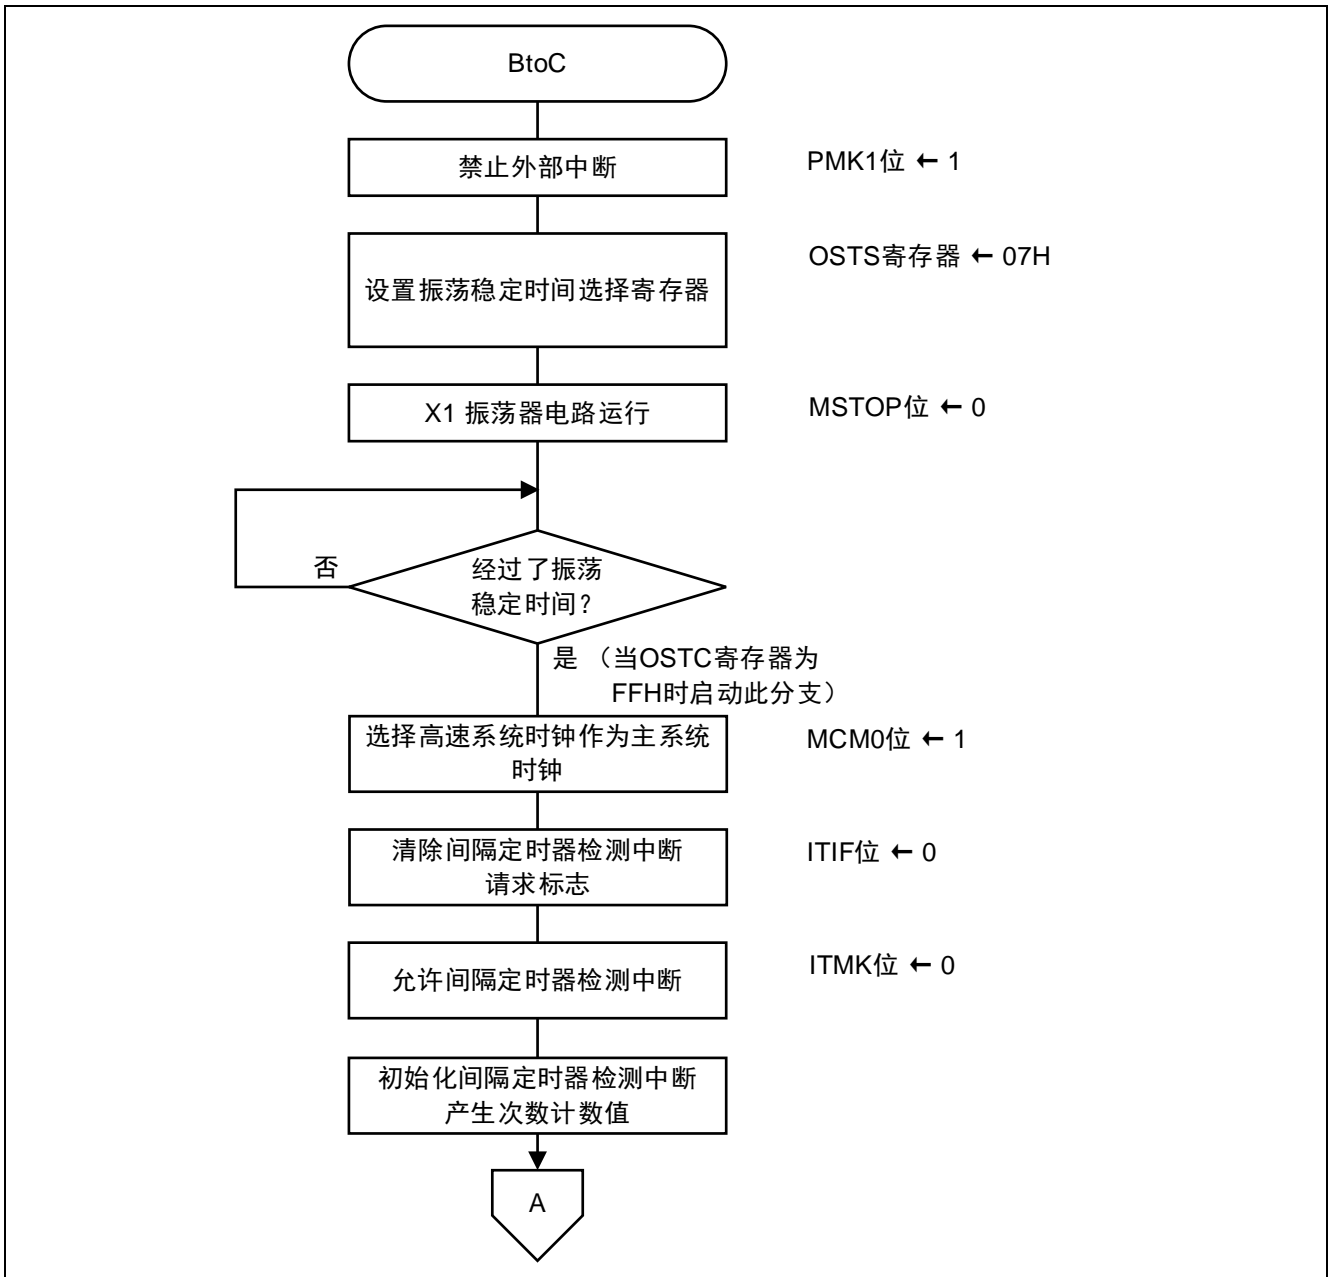 BtoC
禁止外部中断
PMK1位 ← 1
设置振荡稳定时间选择寄存器
OSTS寄存器 ← 07H
X1 振荡器电路运行
MSTOP位 ← 0
否
经过了振荡
稳定时间？
是 （当OSTC寄存器为
FFH时启动此分支）
选择高速系统时钟作为主系统
时钟
MCM0位 ← 1
清除间隔定时器检测中断
请求标志
ITIF位 ← 0
允许间隔定时器检测中断
ITMK位 ← 0
初始化间隔定时器检测中断
产生次数计数值
A